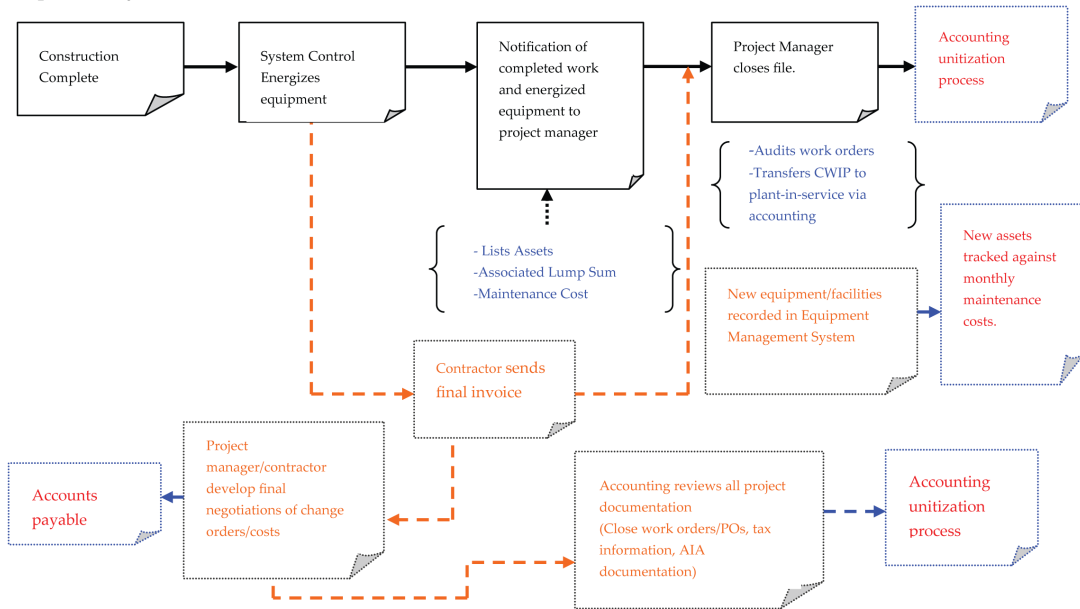 Construction
Complete
System Control
Energizes
equipment
Notification of
completed work
and energized
equipment to
project manager
Project Manager
closes file.
Accounting
unitization
process
-Audits work orders
-Transfers CWIP to
plant-in-service via
accounting
- Lists Assets
-Associated Lump Sum
-Maintenance Cost
New assets
tracked against
monthly
maintenance
costs.
New equipment/facilities
recorded in Equipment
Management System
Contractor sends
final invoice
Project
manager/contractor
develop final
negotiations of change
orders/costs
Accounts
payable
Accounting reviews all project
documentation
(Close work orders/POs, tax
information, AIA
documentation)
Accounting
unitization
process